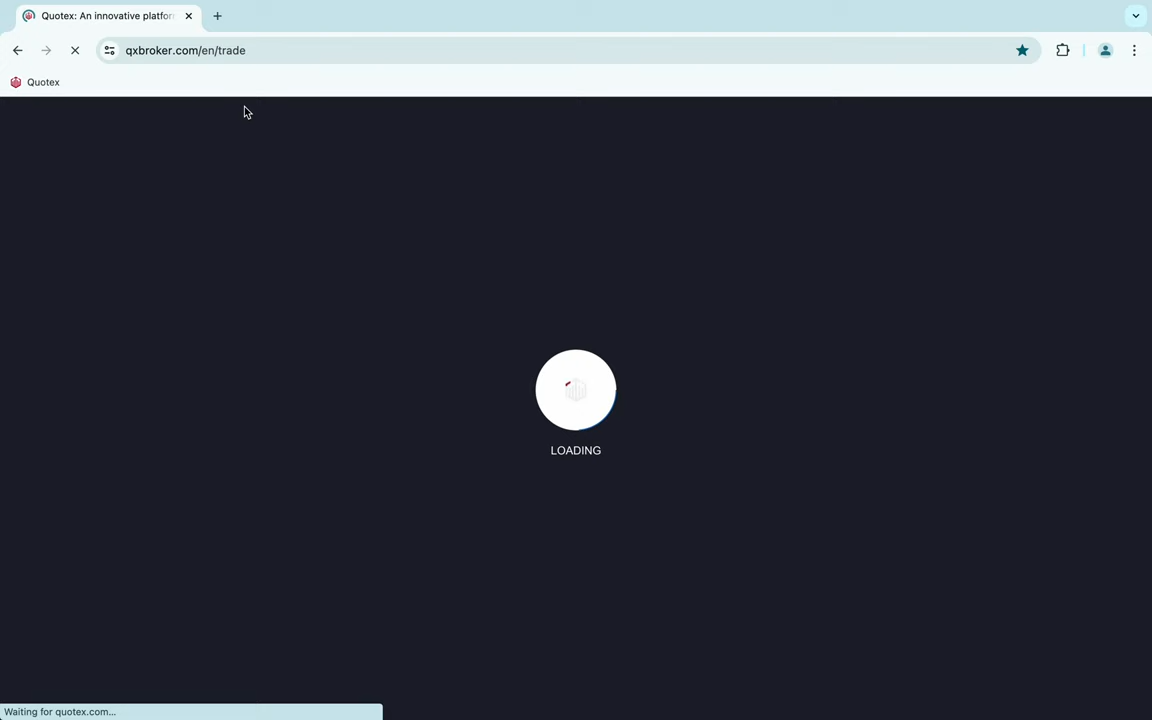 Quotex: An innovative platfor
qxbroker.com/en/trade
Quotex
LOADING
Waiting for quotex.com...